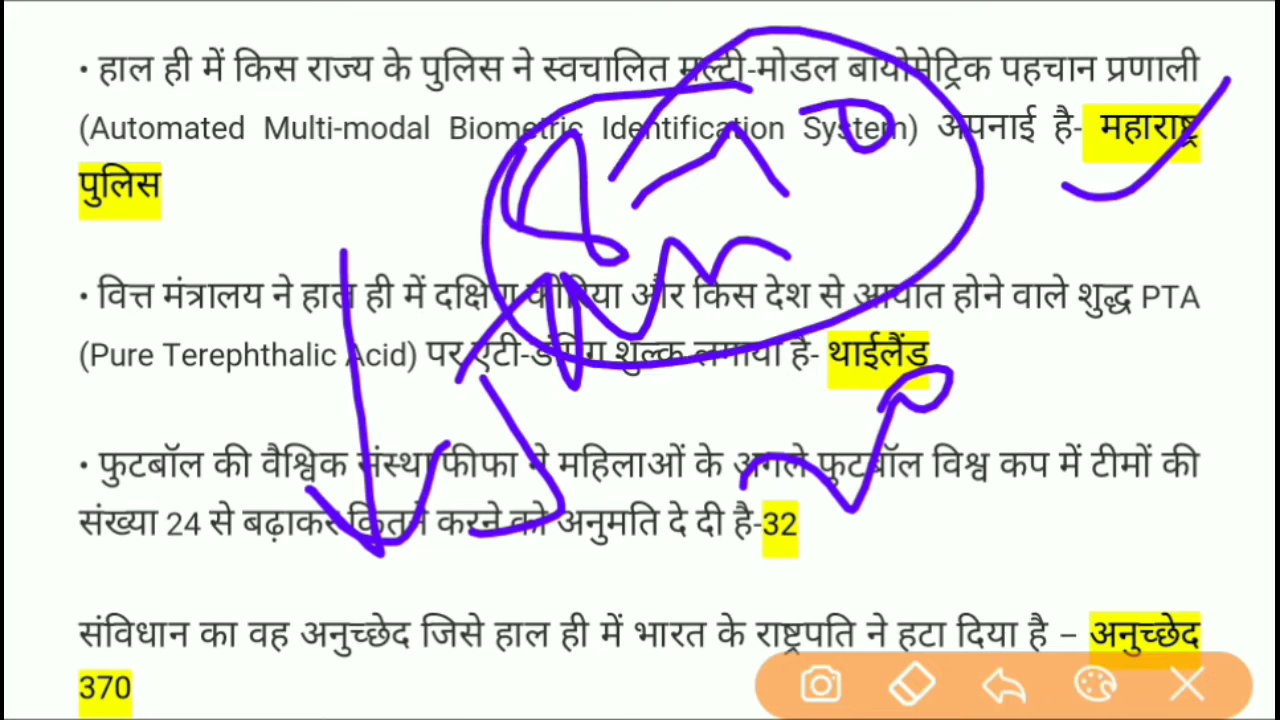 • हाल ही में किस राज्य के पुलिस ने स्वचालित मल्टी-मोडल बायोमेट्रिक पहचान प्रणाली
(Automated Multi-modal Biometric Identification System) अपनाई है- महाराष्ट्र
पुलिस
• वित्त मंत्रालय ने हाल ही में दक्षिण कोरिया और किस देश से आयात होने वाले शुद्ध PTA
(Pure Terephthalic Acid) पर एंटी-डंपिंग शुल्क लगाया है- थाईलैंड
• फुटबॉल की वैश्विक संस्था फीफा ने महिलाओं के अगले फुटबॉल विश्व कप में टीमों की
संख्या 24 से बढ़ाकर कितने करने को अनुमति दे दी है-32
संविधान का वह अनुच्छेद जिसे हाल ही में भारत के राष्ट्रपति ने हटा दिया है – अनुच्छेद
370